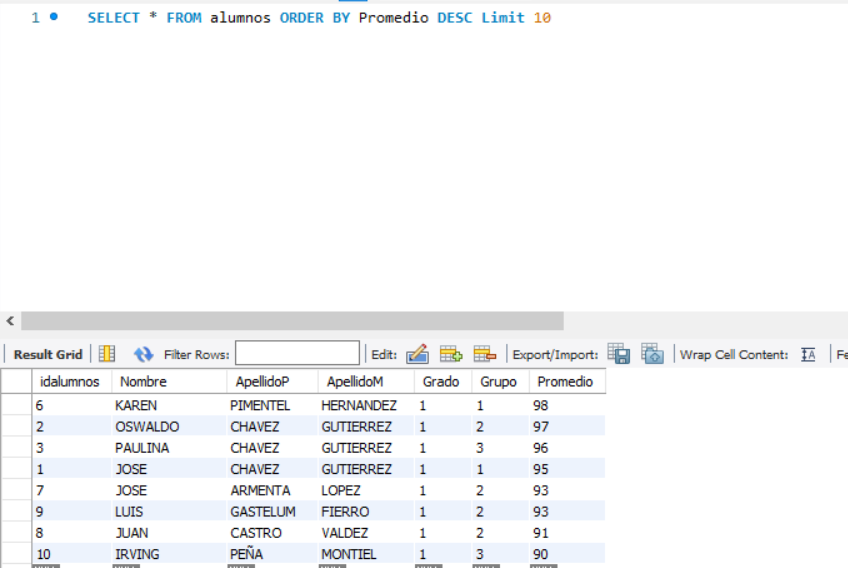 1 SELECT * FROM alumnos ORDER BY Promedio DESC Limit 10
Result Grid Filter Rows: Edit: Export/Import: Wrap Cell Content: Fe
idalumnos Nombre ApellidoP ApellidoM Grado Grupo Promedio
6 KAREN PIMENTEL HERNANDEZ 1 1 98
2 OSWALDO CHAVEZ GUTIERREZ 1 2 97
3 PAULINA CHAVEZ GUTIERREZ 1 3 96
1 JOSE CHAVEZ GUTIERREZ 1 1 95
7 JOSE ARMENTA LOPEZ 1 2 93
9 LUIS GASTELUM FIERRO 1 2 93
8 JUAN CASTRO VALDEZ 1 2 91
10 IRVING PEÑA MONTIEL 1 3 90